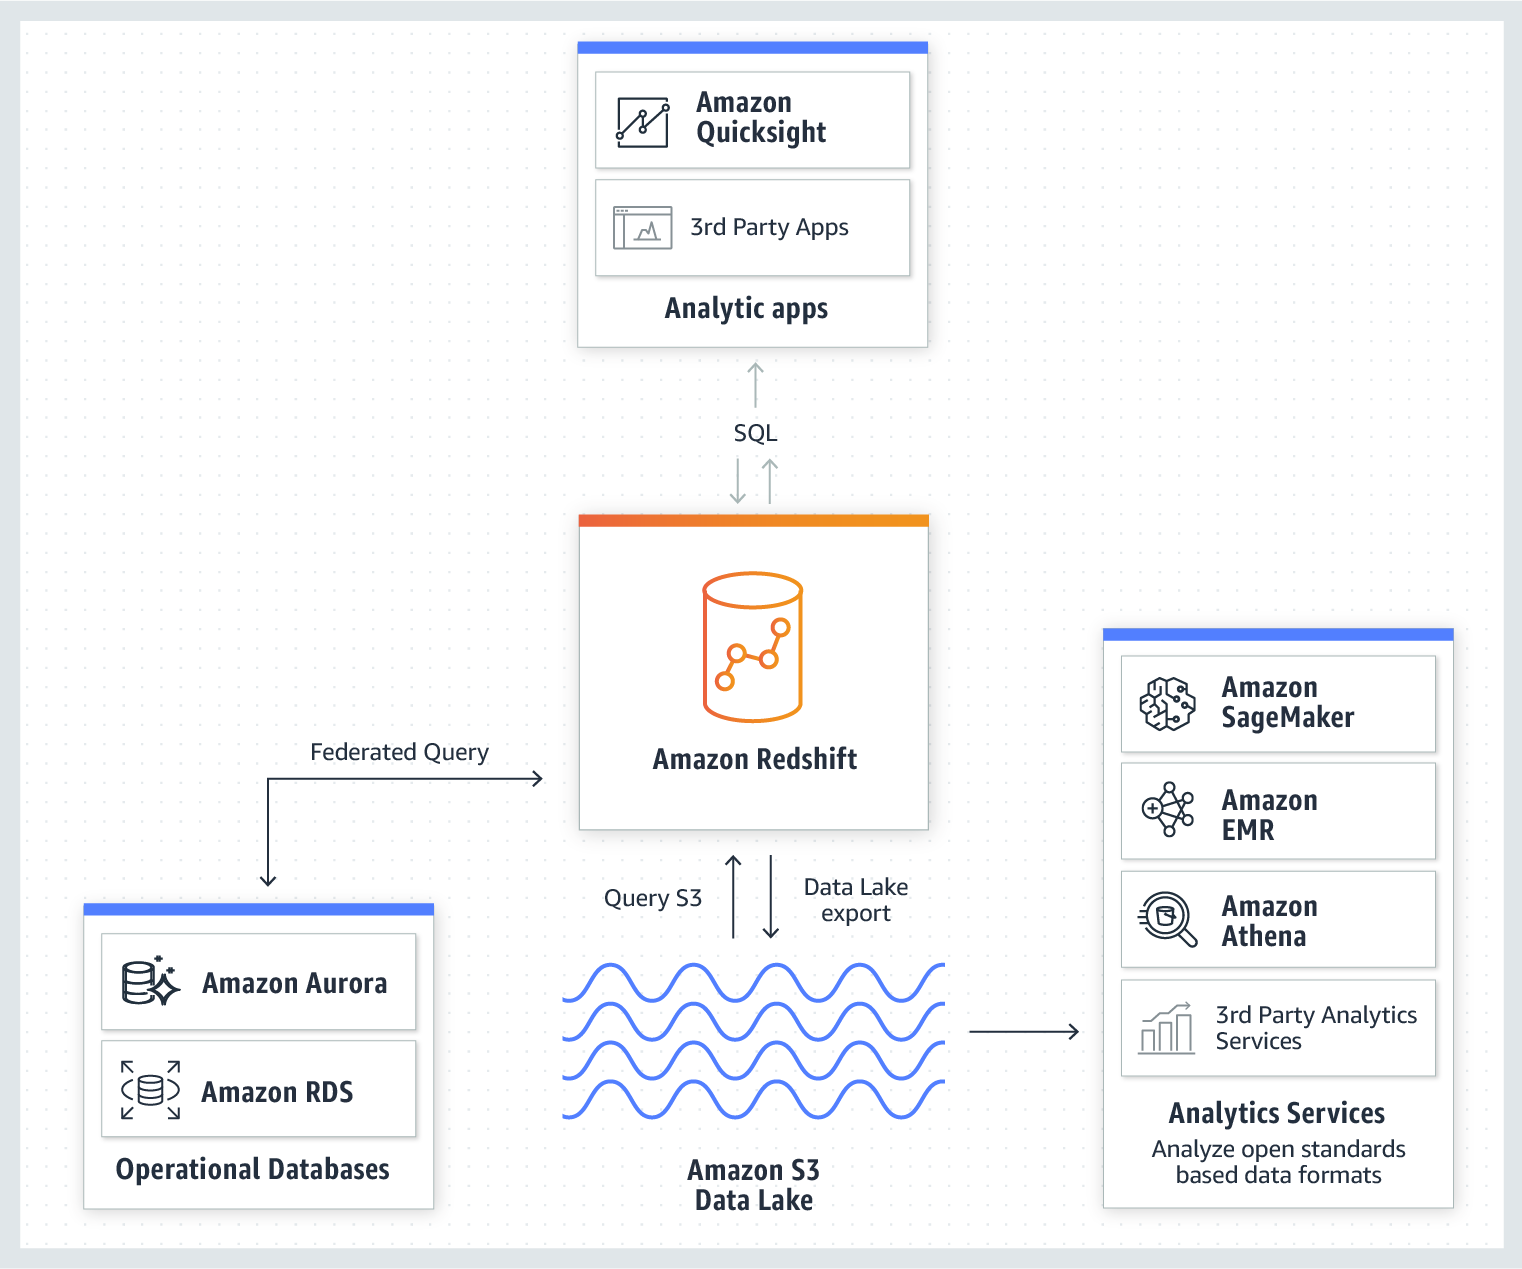 Amazon
Quicksight
3rd Party Apps
Analytic apps
SQL
Amazon Redshift
Federated Query
Query S3
Data Lake
export
Amazon Aurora
Amazon RDS
Operational Databases
Amazon S3
Data Lake
Amazon
SageMaker
Amazon
EMR
Amazon
Athena
3rd Party Analytics
Services
Analytics Services
Analyze open standards
based data formats